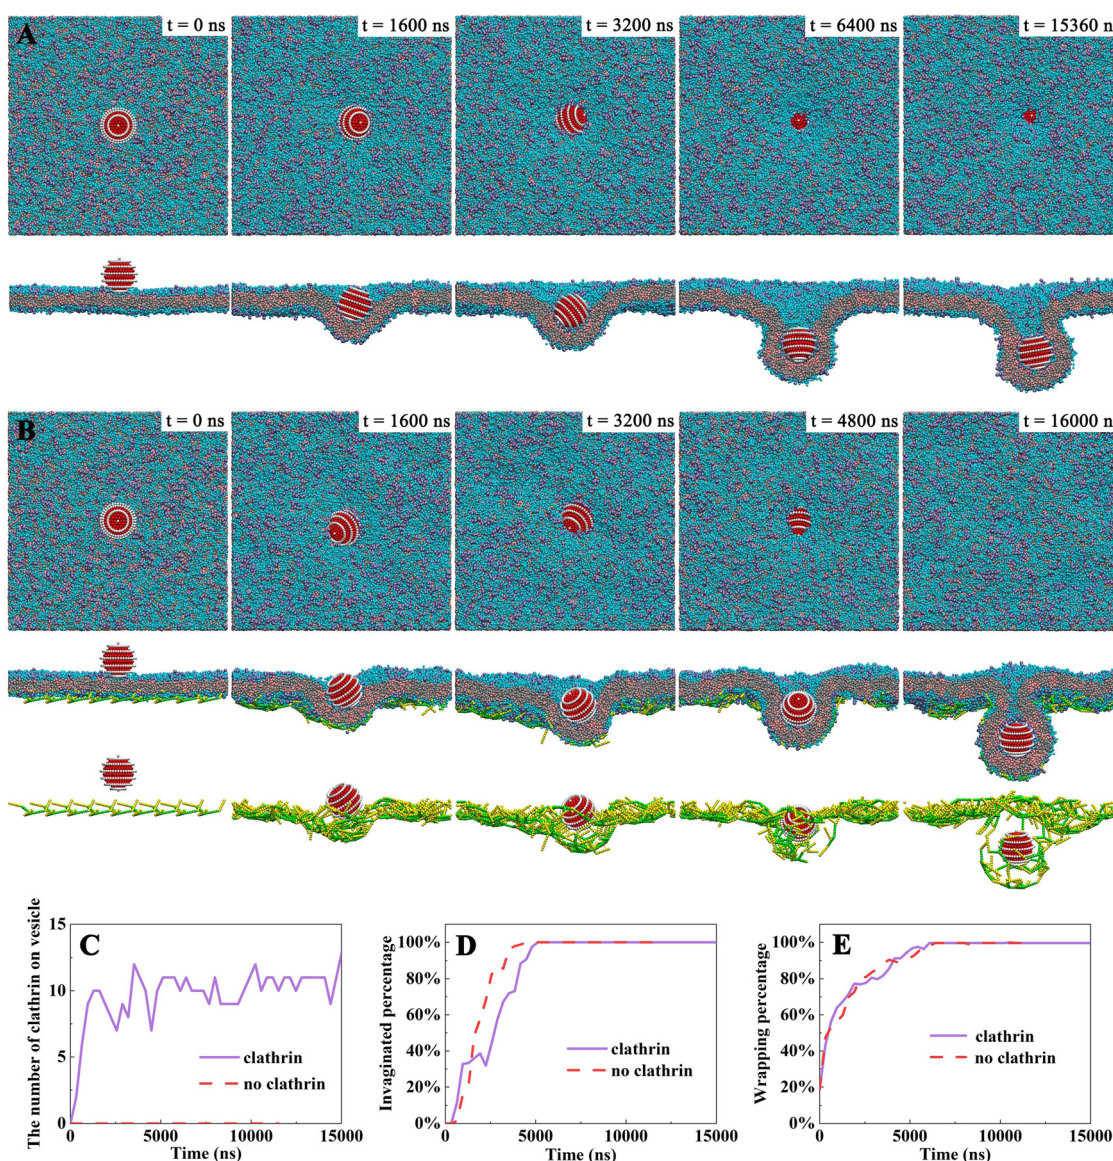 A
t = 0 ns
t = 1600 ns
t = 3200 ns
t = 6400 ns
t = 15360 n
B
t = 0 ns
t = 1600 ns
t = 3200 ns
t = 4800 ns
t = 16000 ns
C
The number of clathrin on vesicle
15
10
5
0
clathrin
no clathrin
0
5000
10000
15000
Time (ns)
D
Invaginated percentage
100%
80%
60%
40%
20%
0%
clathrin
no clathrin
0
5000
10000
15000
Time (ns)
E
Wrapping percentage
100%
80%
60%
40%
20%
0%
clathrin
no clathrin
0
5000
10000
15000
Time (ns)